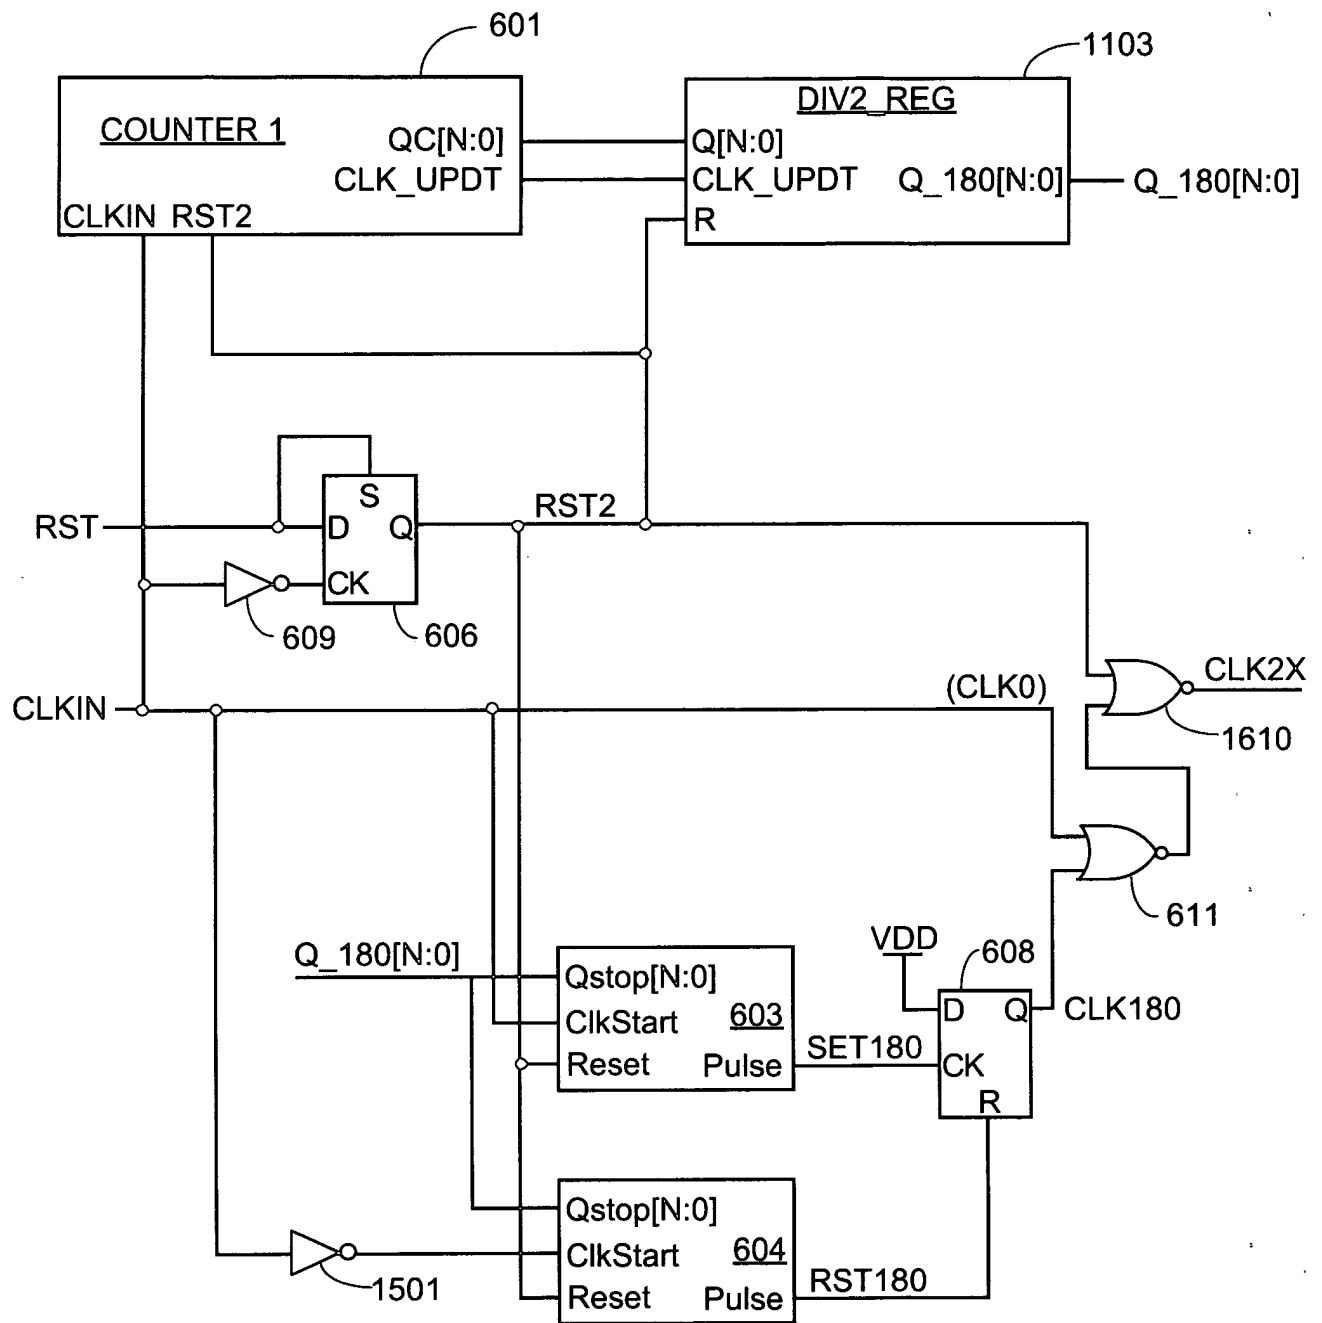 601
1103
COUNTER 1
QC[N:0]
CLK_UPDT
CLKIN RST2
DIV2_REG
Q[N:0]
CLK_UPDT
Q_180[N:0]
R
Q_180[N:0]
RST
S
D
Q
CK
RST2
609
606
CLKIN
(CLK0)
CLK2X
1610
611
Q_180[N:0]
Qstop[N:0]
ClkStart
603
Reset
Pulse
SET180
VDD
608
D
Q
CK
R
CLK180
Qstop[N:0]
ClkStart
604
Reset
Pulse
RST180
1501